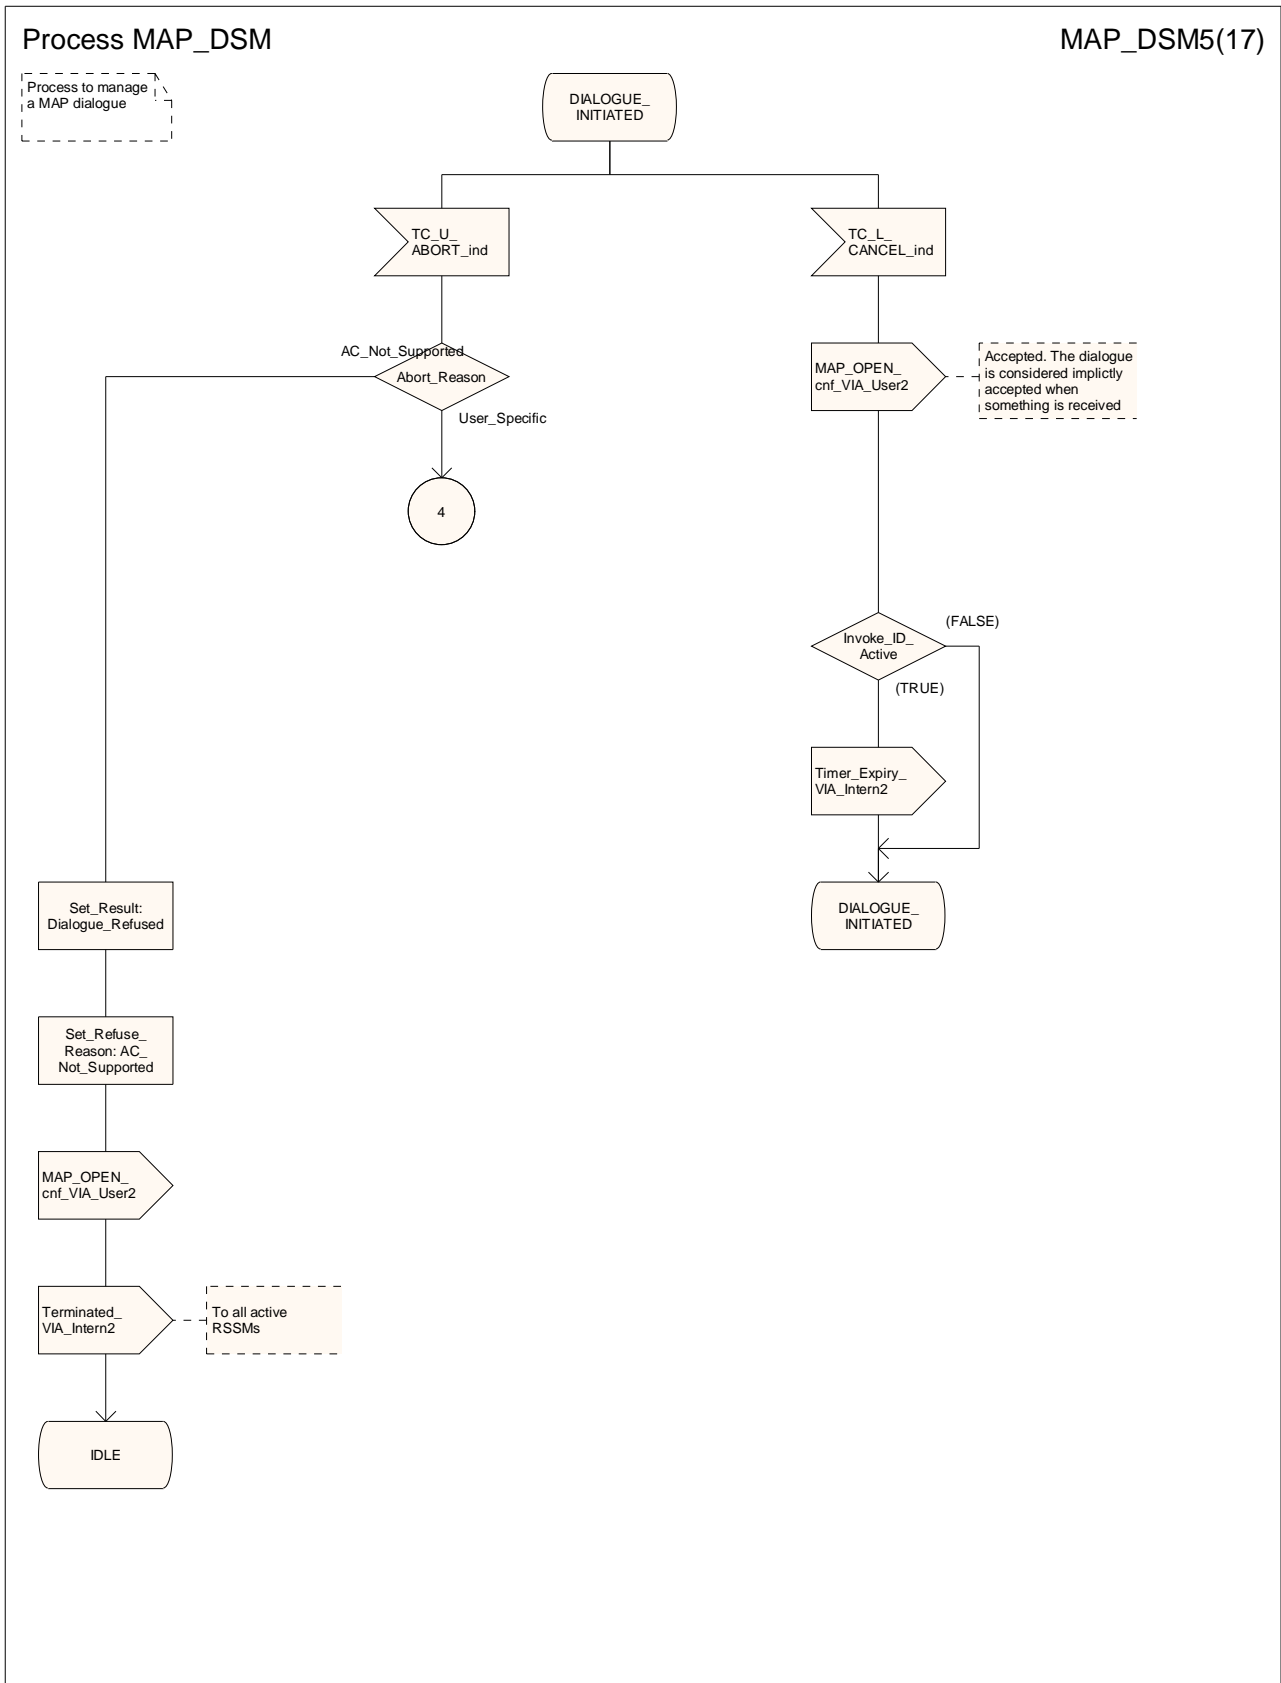 Process MAP_DSM
MAP_DSM5(17)
Process to manage
a MAP dialogue
DIALOGUE_
INITIATED
TC_U_
ABORT_ind
TC_L_
CANCEL_ind
AC_Not_Supported
Abort_Reason
User_Specific
4
MAP_OPEN_
cnf_VIA_User2
Accepted. The dialogue
is considered implictly
accepted when
something is received
Invoke_ID_
Active
(FALSE)
(TRUE)
Timer_Expiry_
VIA_Intern2
DIALOGUE_
INITIATED
Set_Result:
Dialogue_Refused
Set_Refuse_
Reason: AC_
Not_Supported
MAP_OPEN_
cnf_VIA_User2
Terminated_
VIA_Intern2
To all active
RSSMs
IDLE